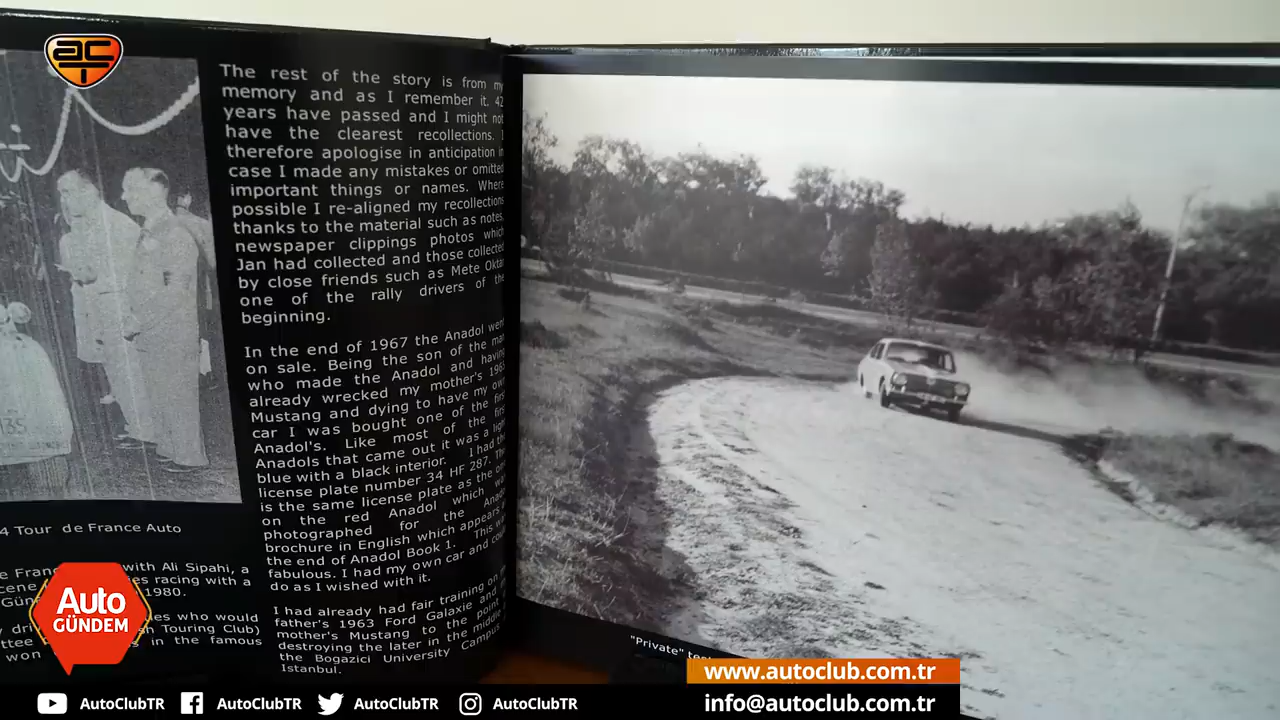 The rest of the story is from my
memory and as I remember it. 42
years have passed and I might not
have the clearest recollections. I
therefore apologise in anticipation in
case I made any mistakes or omitted
important things or names. Where
possible I re-aligned my recollections
thanks to the material such as notes,
newspaper clippings photos which
Jan had collected and those collected
by close friends such as Mete Oktar
one of the rally drivers of the
beginning.
In the end of 1967 the Anadol went
on sale. Being the son of the man
who made the Anadol and having
already wrecked my mother's
Mustang and dying to have my own
car I was bought one of the first
Anadol's. Like most of the first
Anadols that came out it was a light
blue with a black interior. I had the
license plate number 34 HF 287. This
is the same license plate as the one
on the red Anadol which was
photographed for the Anadol
brochure in English which appears
the end of Anadol Book 1. This was
fabulous. I had my own car and could
do as I wished with it.
I had already had fair training on
father's 1963 Ford Galaxie and
mother's Mustang to the point
destroying the later in the middle
the Bogazici University Campus
Istanbul.
4 Tour de France Auto
with Ali Sipahi, a
racing with a
1980.
who would
Touring Club)
in the famous
won
"Private"
135
Auto
GÜNDEM
www.autoclub.com.tr
AutoClubTR
AutoClubTR
AutoClubTR
AutoClubTR
info@autoclub.com.tr